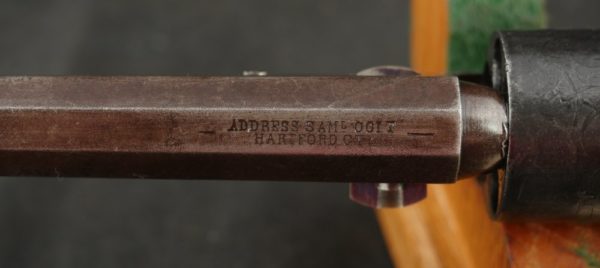 — ADDRESS SAMᴸ COLT —
HARTFORD CT.